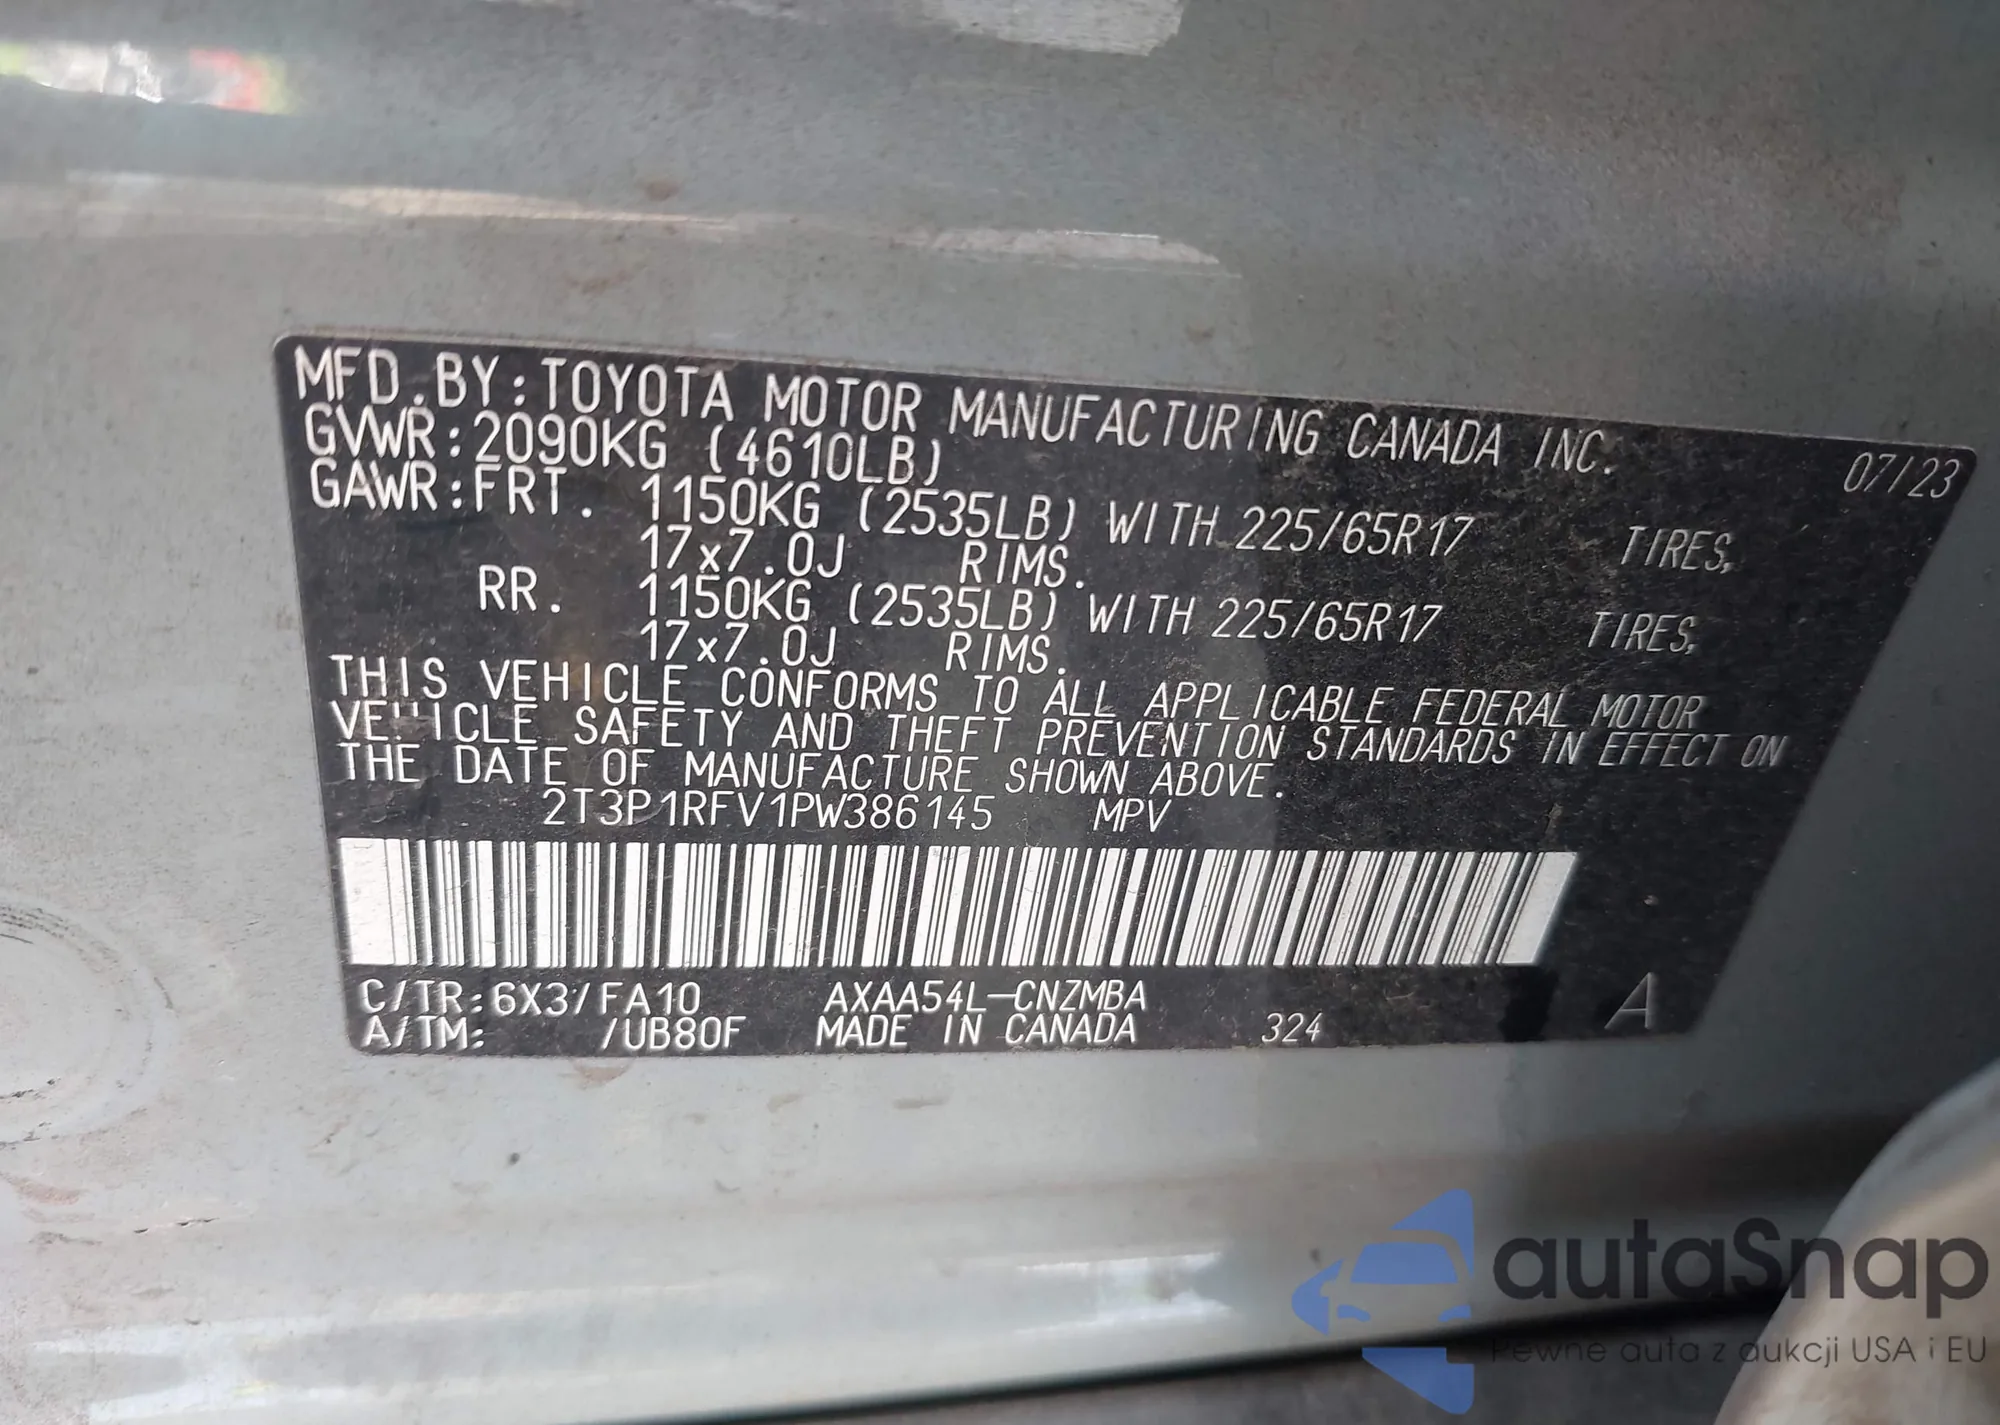 MFD.BY:TOYOTA MOTOR MANUFACTURING CANADA INC. 07/23
GVWR:2090KG (4610LB)
GAWR:FRT. 1150KG (2535LB) WITH 225/65R17 TIRES,
17x7.0J RIMS.
RR. 1150KG (2535LB) WITH 225/65R17 TIRES,
17x7.0J RIMS.
THIS VEHICLE CONFORMS TO ALL APPLICABLE FEDERAL MOTOR
VEHICLE SAFETY AND THEFT PREVENTION STANDARDS IN EFFECT ON
THE DATE OF MANUFACTURE SHOWN ABOVE.
2T3P1RFV1PW386145 MPV
C/TR:6X3/FA10 AXAA54L-CNZMBA
A/TM: /UB80F MADE IN CANADA 324 A
autaSnap
Pewne auta z aukcji USA i EU